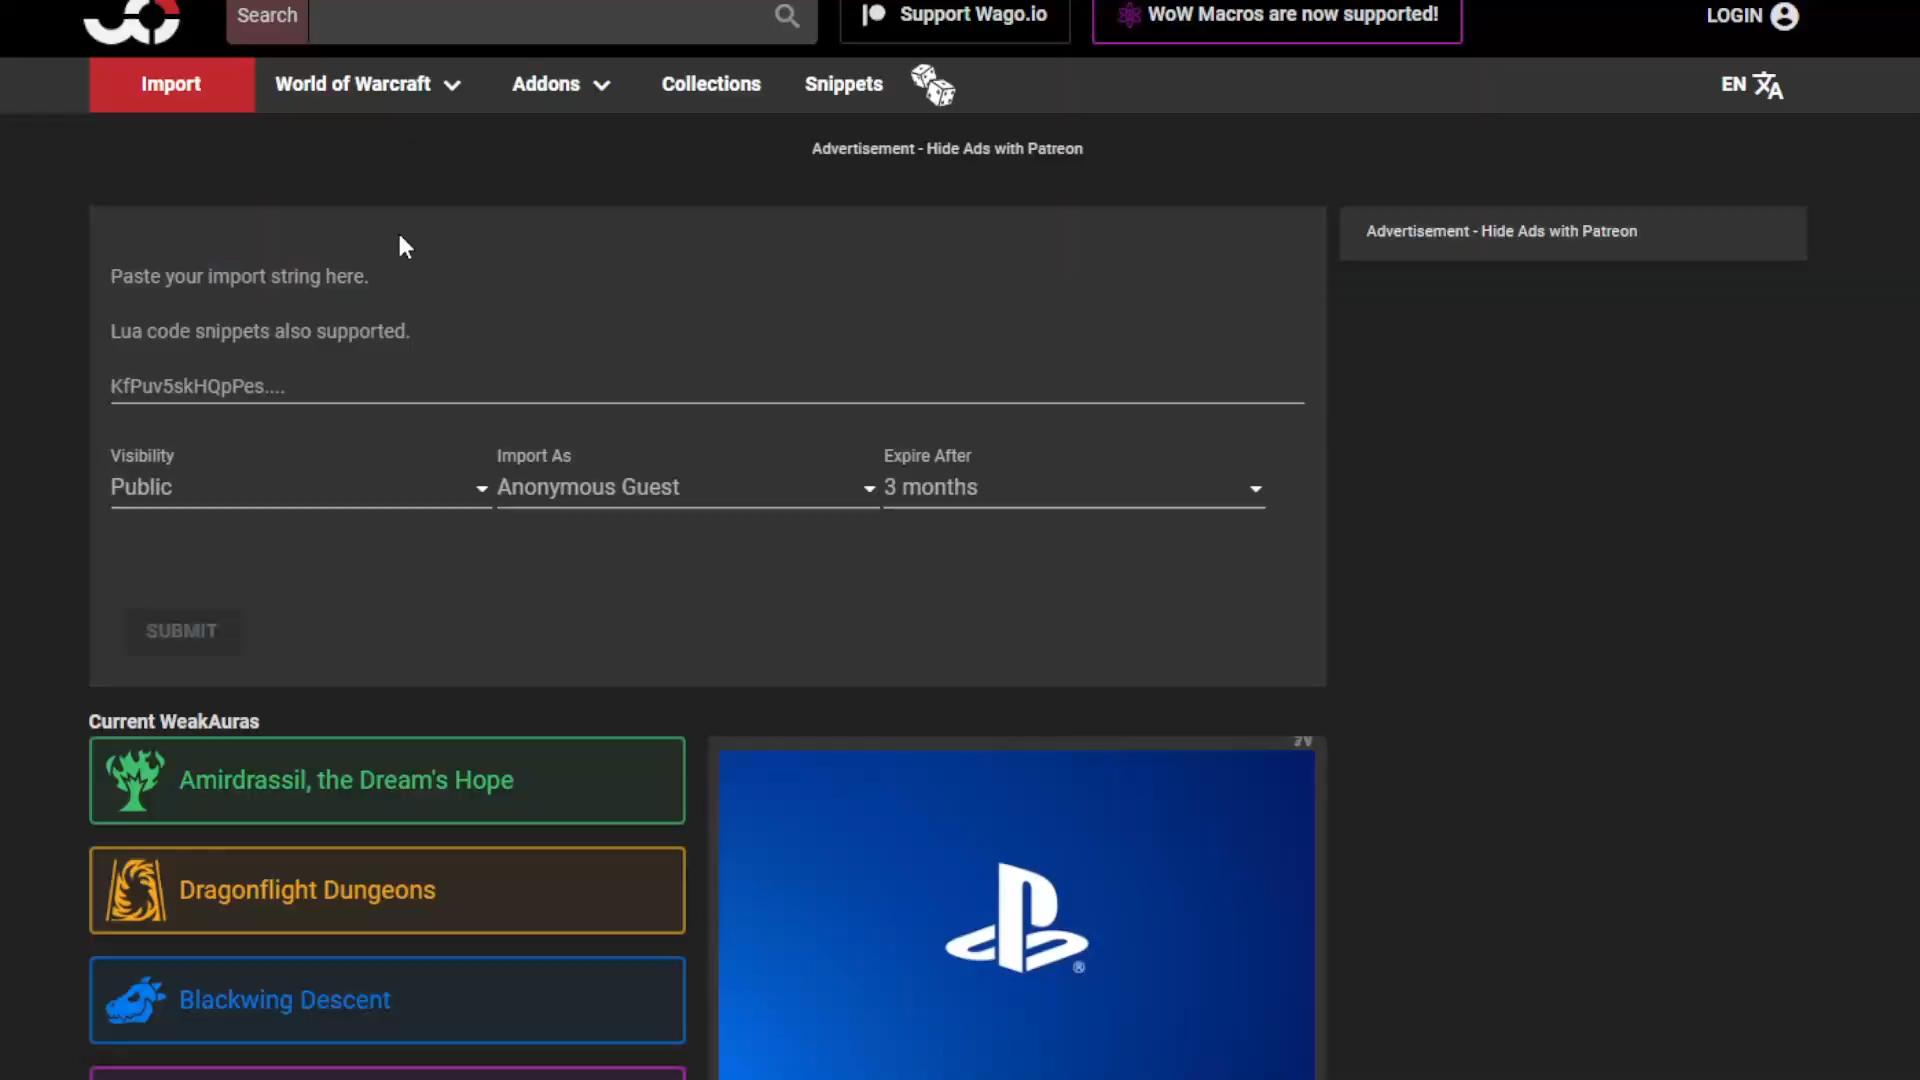 Search
Support Wago.io
WoW Macros are now supported!
LOGIN
Import
World of Warcraft
Addons
Collections
Snippets
EN
Advertisement - Hide Ads with Patreon
Advertisement - Hide Ads with Patreon
Paste your import string here.
Lua code snippets also supported.
KfPuv5skHQpPes....
Visibility
Import As
Expire After
Public
Anonymous Guest
3 months
SUBMIT
Current WeakAuras
Amirdrassil, the Dream's Hope
Dragonflight Dungeons
Blackwing Descent
®